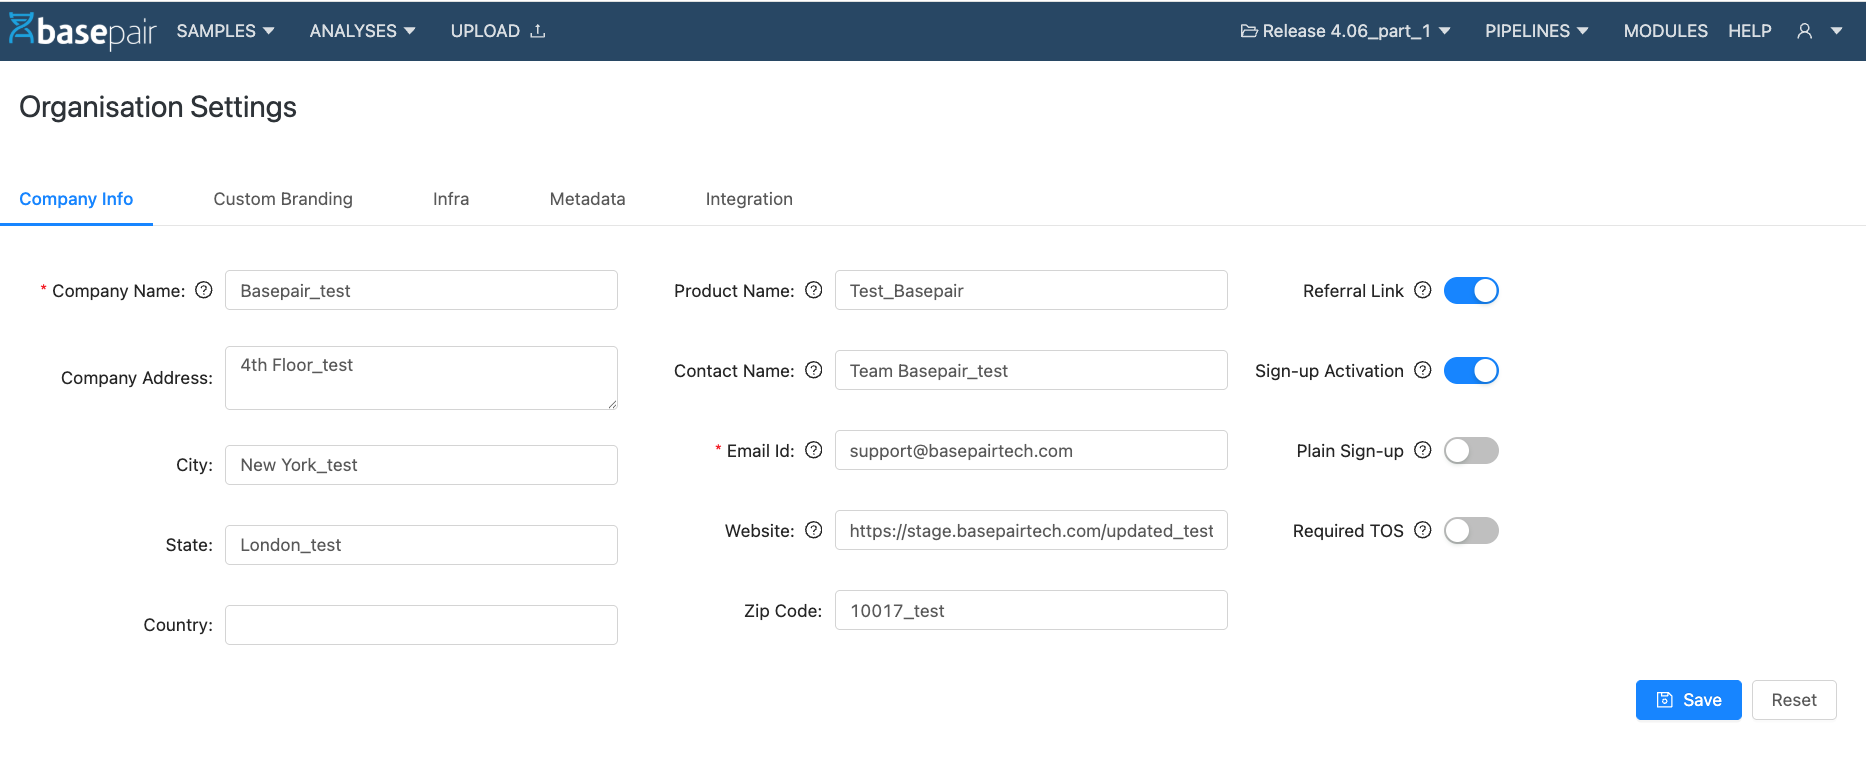 basepair SAMPLES ANALYSES UPLOAD Release 4.06_part_1 PIPELINES MODULES HELP
Organisation Settings
Company Info Custom Branding Infra Metadata Integration
* Company Name: Basepair_test
Product Name: Test_Basepair
Referral Link
Company Address: 4th Floor_test
Contact Name: Team Basepair_test
Sign-up Activation
City: New York_test
* Email Id: support@basepairtech.com
Plain Sign-up
State: London_test
Website: https://stage.basepairtech.com/updated_test
Required TOS
Country:
Zip Code: 10017_test
Save Reset